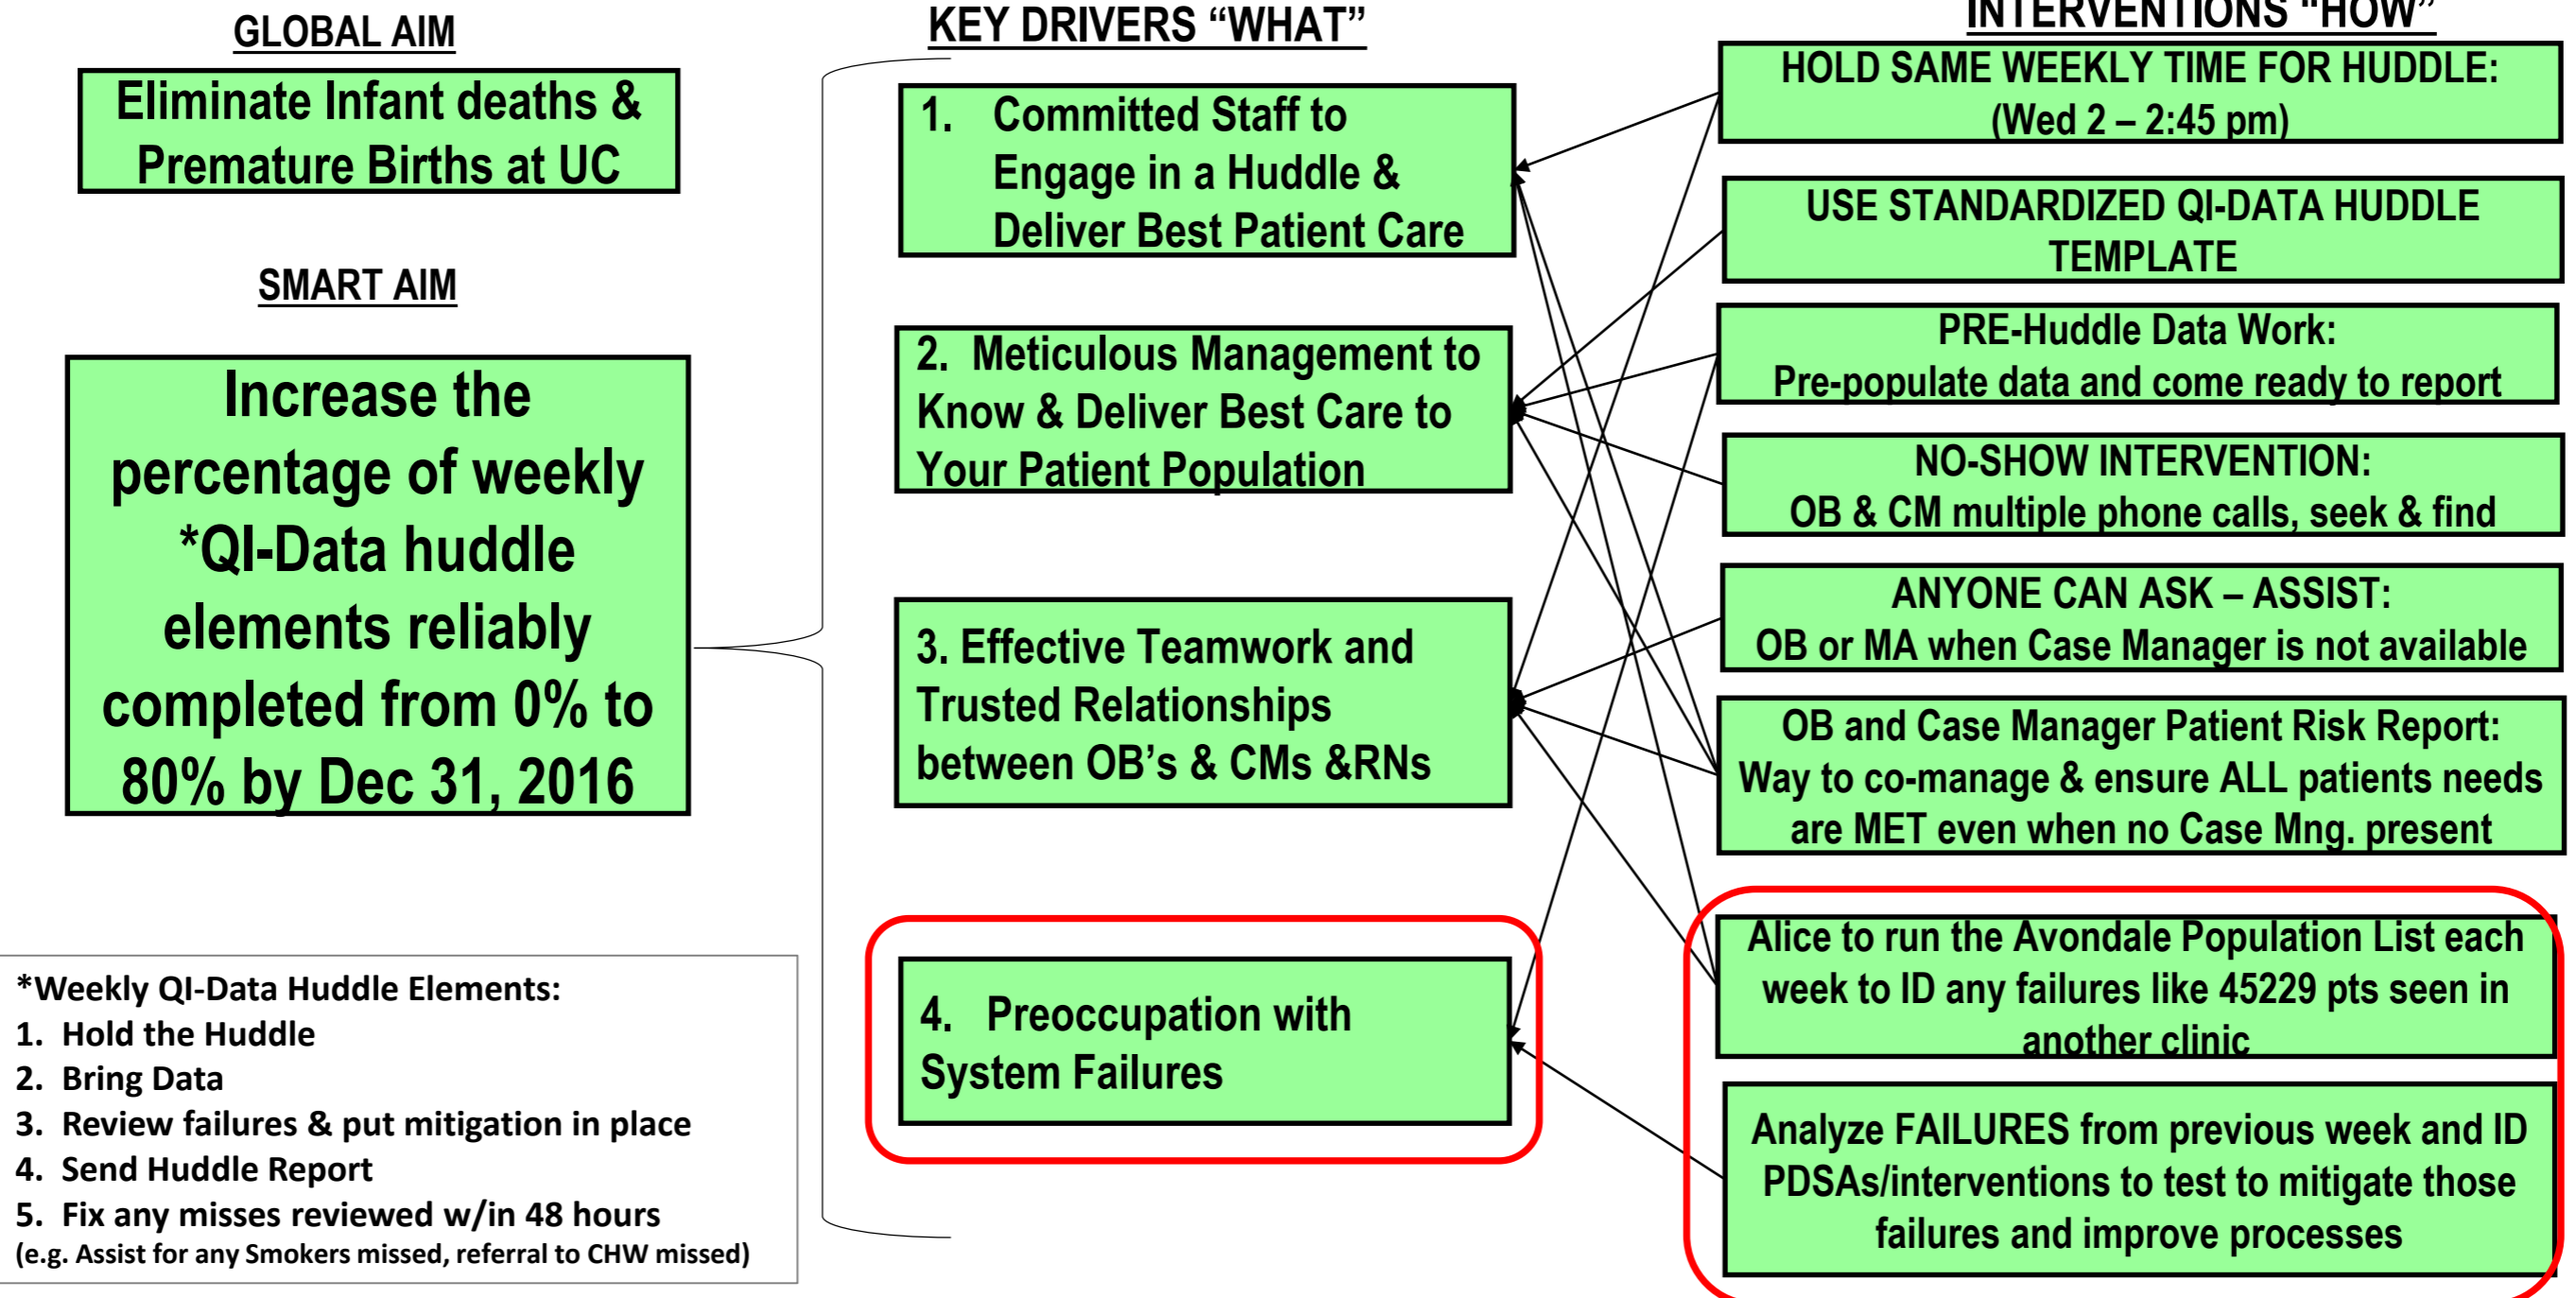 GLOBAL AIM
Eliminate Infant deaths &
Premature Births at UC
SMART AIM
Increase the
percentage of weekly
*QI-Data huddle
elements reliably
completed from 0% to
80% by Dec 31, 2016
*Weekly QI-Data Huddle Elements:
1. Hold the Huddle
2. Bring Data
3. Review failures & put mitigation in place
4. Send Huddle Report
5. Fix any misses reviewed w/in 48 hours
(e.g. Assist for any Smokers missed, referral to CHW missed)
KEY DRIVERS “WHAT”
1. Committed Staff to
Engage in a Huddle &
Deliver Best Patient Care
2. Meticulous Management to
Know & Deliver Best Care to
Your Patient Population
3. Effective Teamwork and
Trusted Relationships
between OB’s & CMs &RNs
4. Preoccupation with
System Failures
INTERVENTIONS "HOW”
HOLD SAME WEEKLY TIME FOR HUDDLE:
(Wed 2 – 2:45 pm)
USE STANDARDIZED QI-DATA HUDDLE
TEMPLATE
PRE-Huddle Data Work:
Pre-populate data and come ready to report
NO-SHOW INTERVENTION:
OB & CM multiple phone calls, seek & find
ANYONE CAN ASK – ASSIST:
OB or MA when Case Manager is not available
OB and Case Manager Patient Risk Report:
Way to co-manage & ensure ALL patients needs
are MET even when no Case Mng. present
Alice to run the Avondale Population List each
week to ID any failures like 45229 pts seen in
another clinic
Analyze FAILURES from previous week and ID
PDSAs/interventions to test to mitigate those
failures and improve processes